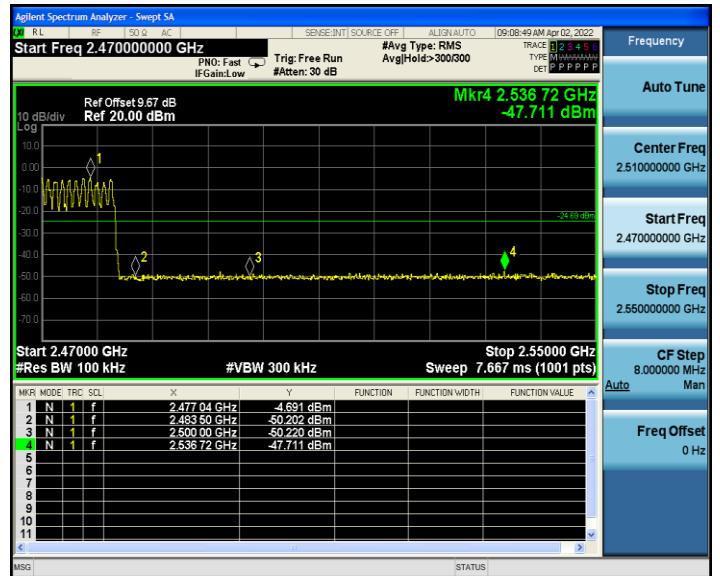 Agilent Spectrum Analyzer - Swept SA
RL RF 50 Ω AC SENSE:INT SOURCE OFF ALIGNAUTO 09:08:49 AM Apr 02, 2022
Start Freq 2.470000000 GHz #Avg Type: RMS TRACE 1 2 3 4 5 6
PNO: Fast Trig: Free Run Avg|Hold:>300/300 TYPE M
IFGain:Low #Atten: 30 dB DET P P P P P P
Mkr4 2.536 72 GHz
Ref Offset 9.67 dB
10 dB/div Ref 20.00 dBm -47.711 dBm
Log
10.0
0.00
-10.0
-20.0
-30.0
-40.0
-50.0
-60.0
-70.0
1
2
3
4
-24.69 dBm
Start 2.47000 GHz Stop 2.55000 GHz
#Res BW 100 kHz #VBW 300 kHz Sweep 7.667 ms (1001 pts)
MKR MODE TRC SCL X Y FUNCTION FUNCTION WIDTH FUNCTION VALUE
1 N 1 f 2.477 04 GHz -4.691 dBm
2 N 1 f 2.483 50 GHz -50.202 dBm
3 N 1 f 2.500 00 GHz -50.220 dBm
4 N 1 f 2.536 72 GHz -47.711 dBm
5
6
7
8
9
10
11
MSG STATUS
Frequency
Auto Tune
Center Freq
2.510000000 GHz
Start Freq
2.470000000 GHz
Stop Freq
2.550000000 GHz
CF Step
8.000000 MHz
Auto Man
Freq Offset
0 Hz